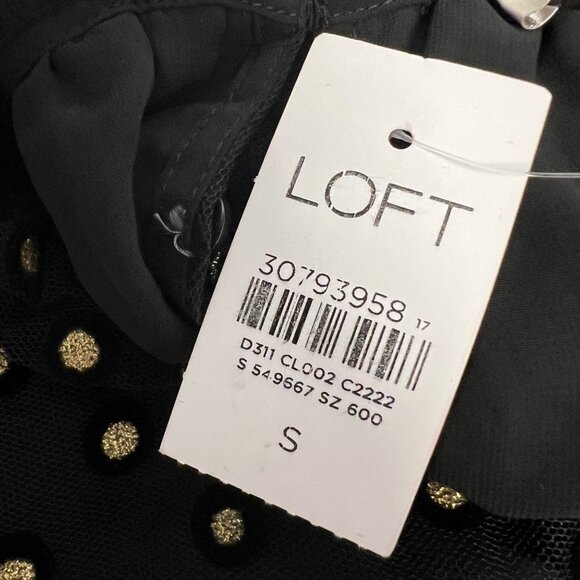 LOFT
30793958 17
D311 CL002 C2222
S 549667 SZ 600
S